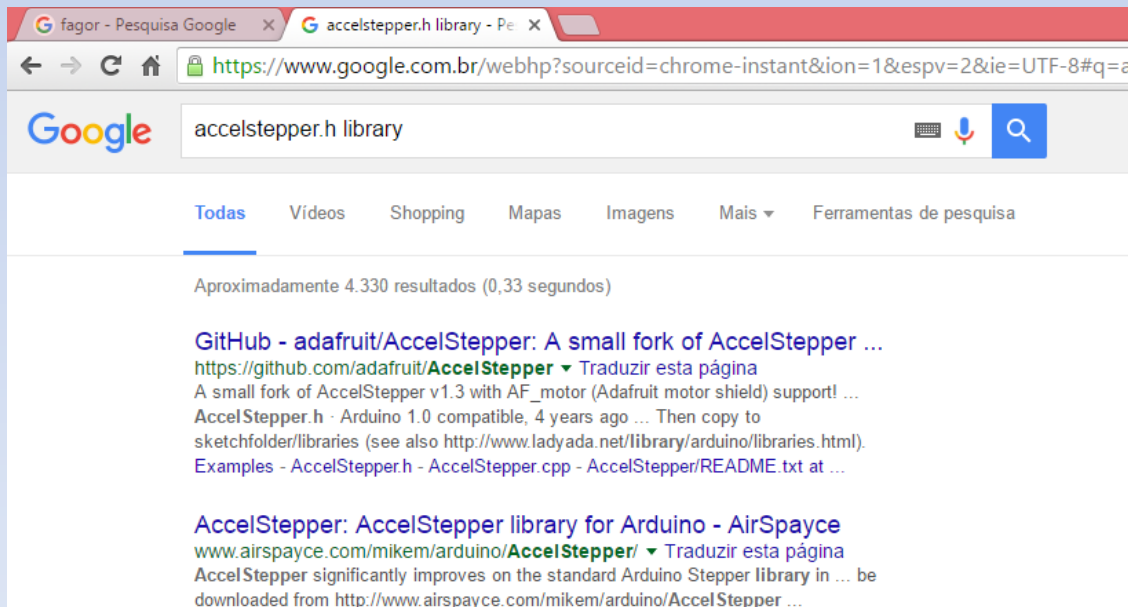 fagor - Pesquisa Google
accelstepper.h library - Pe
https://www.google.com.br/webhp?sourceid=chrome-instant&ion=1&espv=2&ie=UTF-8#q=a
Google
accelstepper.h library
Todas Vídeos Shopping Mapas Imagens Mais Ferramentas de pesquisa
Aproximadamente 4.330 resultados (0,33 segundos)
GitHub - adafruit/AccelStepper: A small fork of AccelStepper ...
https://github.com/adafruit/AccelStepper Traduzir esta página
A small fork of AccelStepper v1.3 with AF_motor (Adafruit motor shield) support! ...
AccelStepper.h · Arduino 1.0 compatible, 4 years ago ... Then copy to
sketchfolder/libraries (see also http://www.ladyada.net/library/arduino/libraries.html).
Examples - AccelStepper.h - AccelStepper.cpp - AccelStepper/README.txt at ...
AccelStepper: AccelStepper library for Arduino - AirSpayce
www.airspayce.com/mikem/arduino/AccelStepper/ Traduzir esta página
AccelStepper significantly improves on the standard Arduino Stepper library in ... be
downloaded from http://www.airspayce.com/mikem/arduino/AccelStepper ...